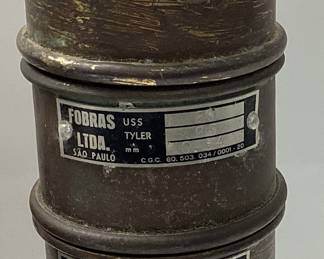 FOBRAS USS
LTDA. TYLER
SÃO PAULO mm
C.G.C. 60.503.034/0001-20